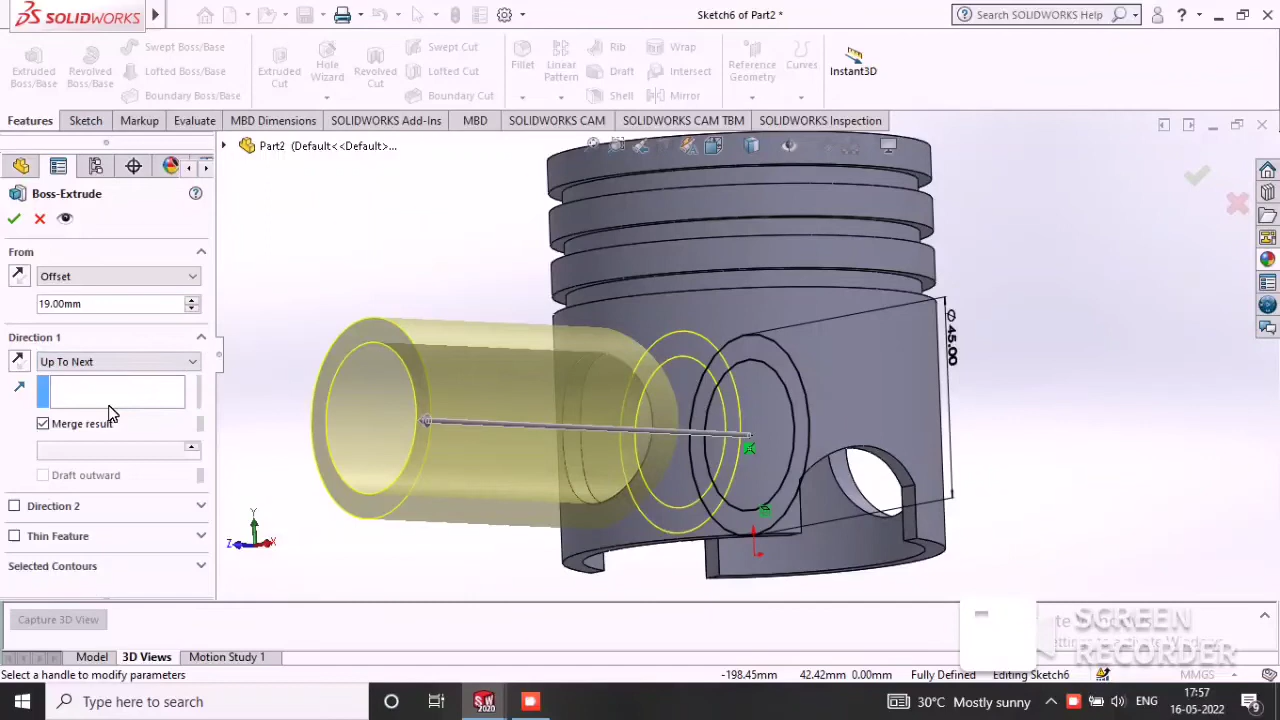 SOLIDWORKS
Sketch6 of Part2 *
Search SOLIDWORKS Help
Extruded Boss/Base
Revolved Boss/Base
Swept Boss/Base
Lofted Boss/Base
Boundary Boss/Base
Extruded Cut
Hole Wizard
Revolved Cut
Swept Cut
Lofted Cut
Boundary Cut
Fillet
Linear Pattern
Rib
Draft
Shell
Wrap
Intersect
Mirror
Reference Geometry
Curves
Instant3D
Features
Sketch
Markup
Evaluate
MBD Dimensions
SOLIDWORKS Add-Ins
MBD
SOLIDWORKS CAM
SOLIDWORKS CAM TBM
SOLIDWORKS Inspection
Part2 (Default<<Default>...
Boss-Extrude
From
Offset
19.00mm
Direction 1
Up To Next
Merge result
Draft outward
Direction 2
Thin Feature
Selected Contours
Ø 45.00
Y
Z
X
Capture 3D View
SCREEN
RECORDER
Model
3D Views
Motion Study 1
Select a handle to modify parameters
-198.45mm
42.42mm 0.00mm
Fully Defined
Editing Sketch6
MMGS
Type here to search
SW
2020
30°C Mostly sunny
ENG
17:57
16-05-2022
9